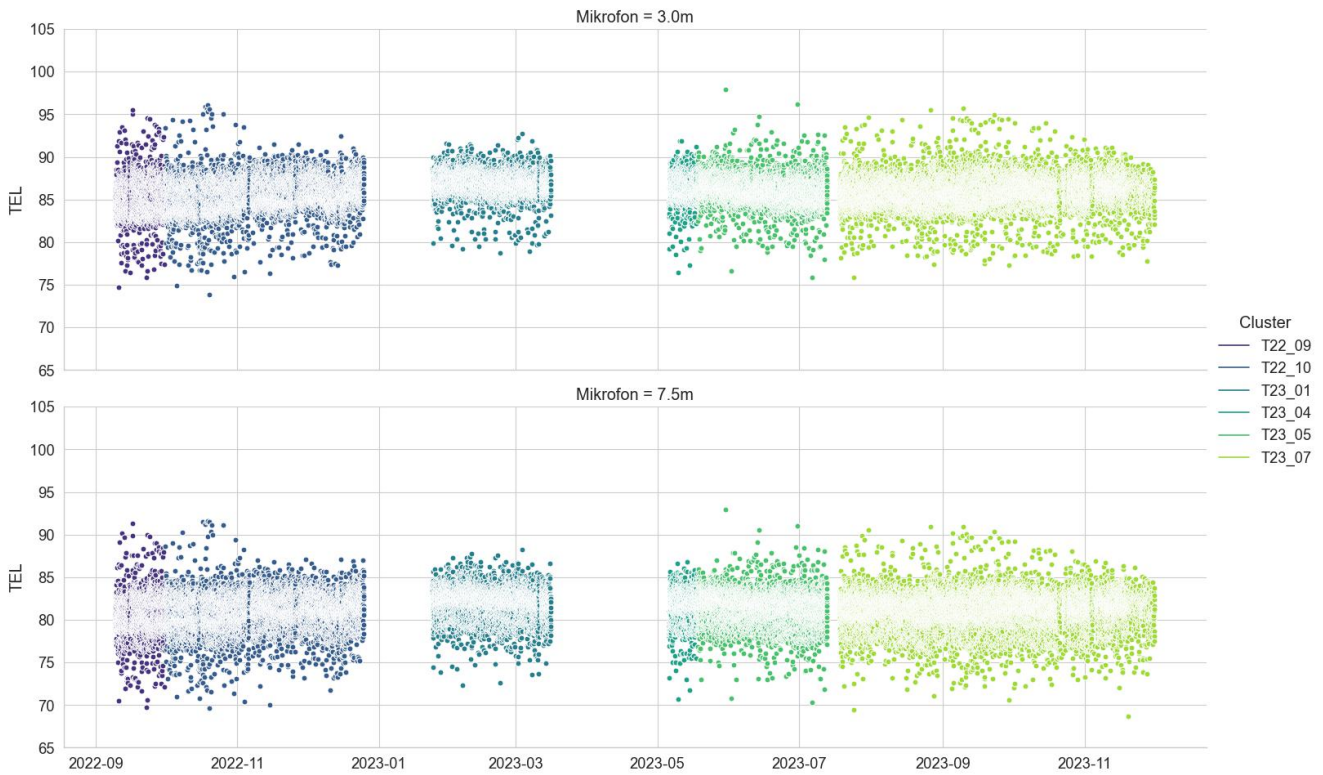 Mikrofon = 3.0m
105
100
95
90
85
80
75
70
65
TEL
Mikrofon = 7.5m
105
100
95
90
85
80
75
70
65
TEL
2022-09 2022-11 2023-01 2023-03 2023-05 2023-07 2023-09 2023-11
Cluster
T22_09
T22_10
T23_01
T23_04
T23_05
T23_07